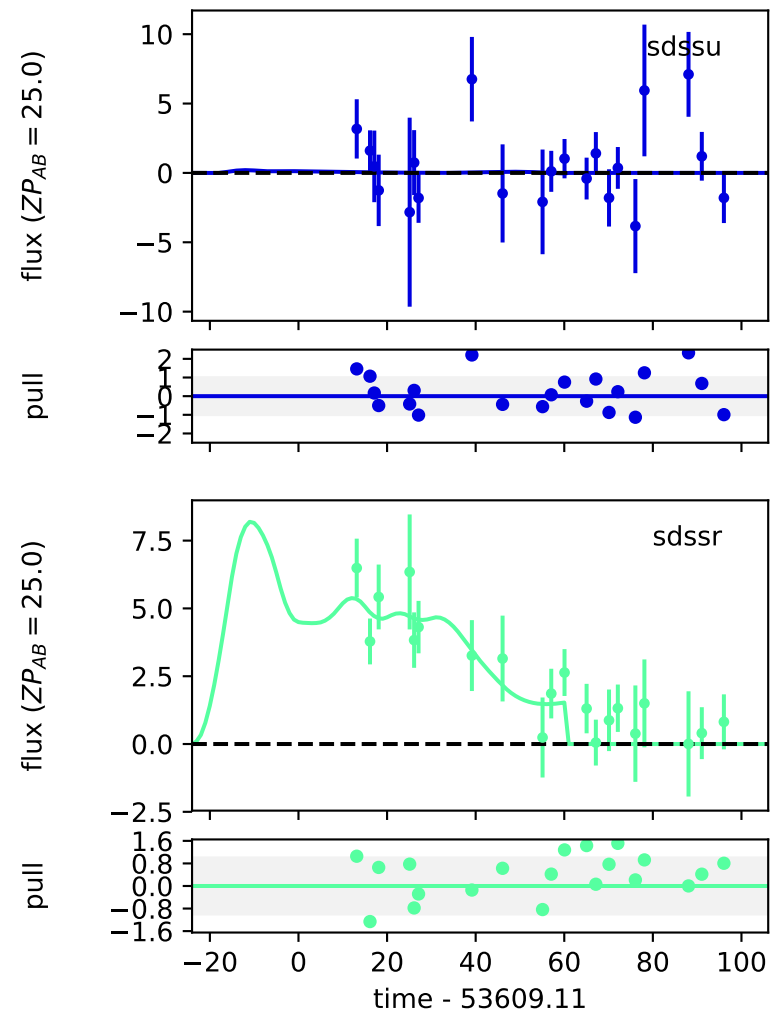 sdssu
flux (ZP_AB = 25.0)
10
5
0
−5
−10
pull
2
1
0
−1
−2
sdssr
flux (ZP_AB = 25.0)
7.5
5.0
2.5
0.0
−2.5
pull
1.6
0.8
0.0
−0.8
−1.6
−20 0 20 40 60 80 100
time - 53609.11